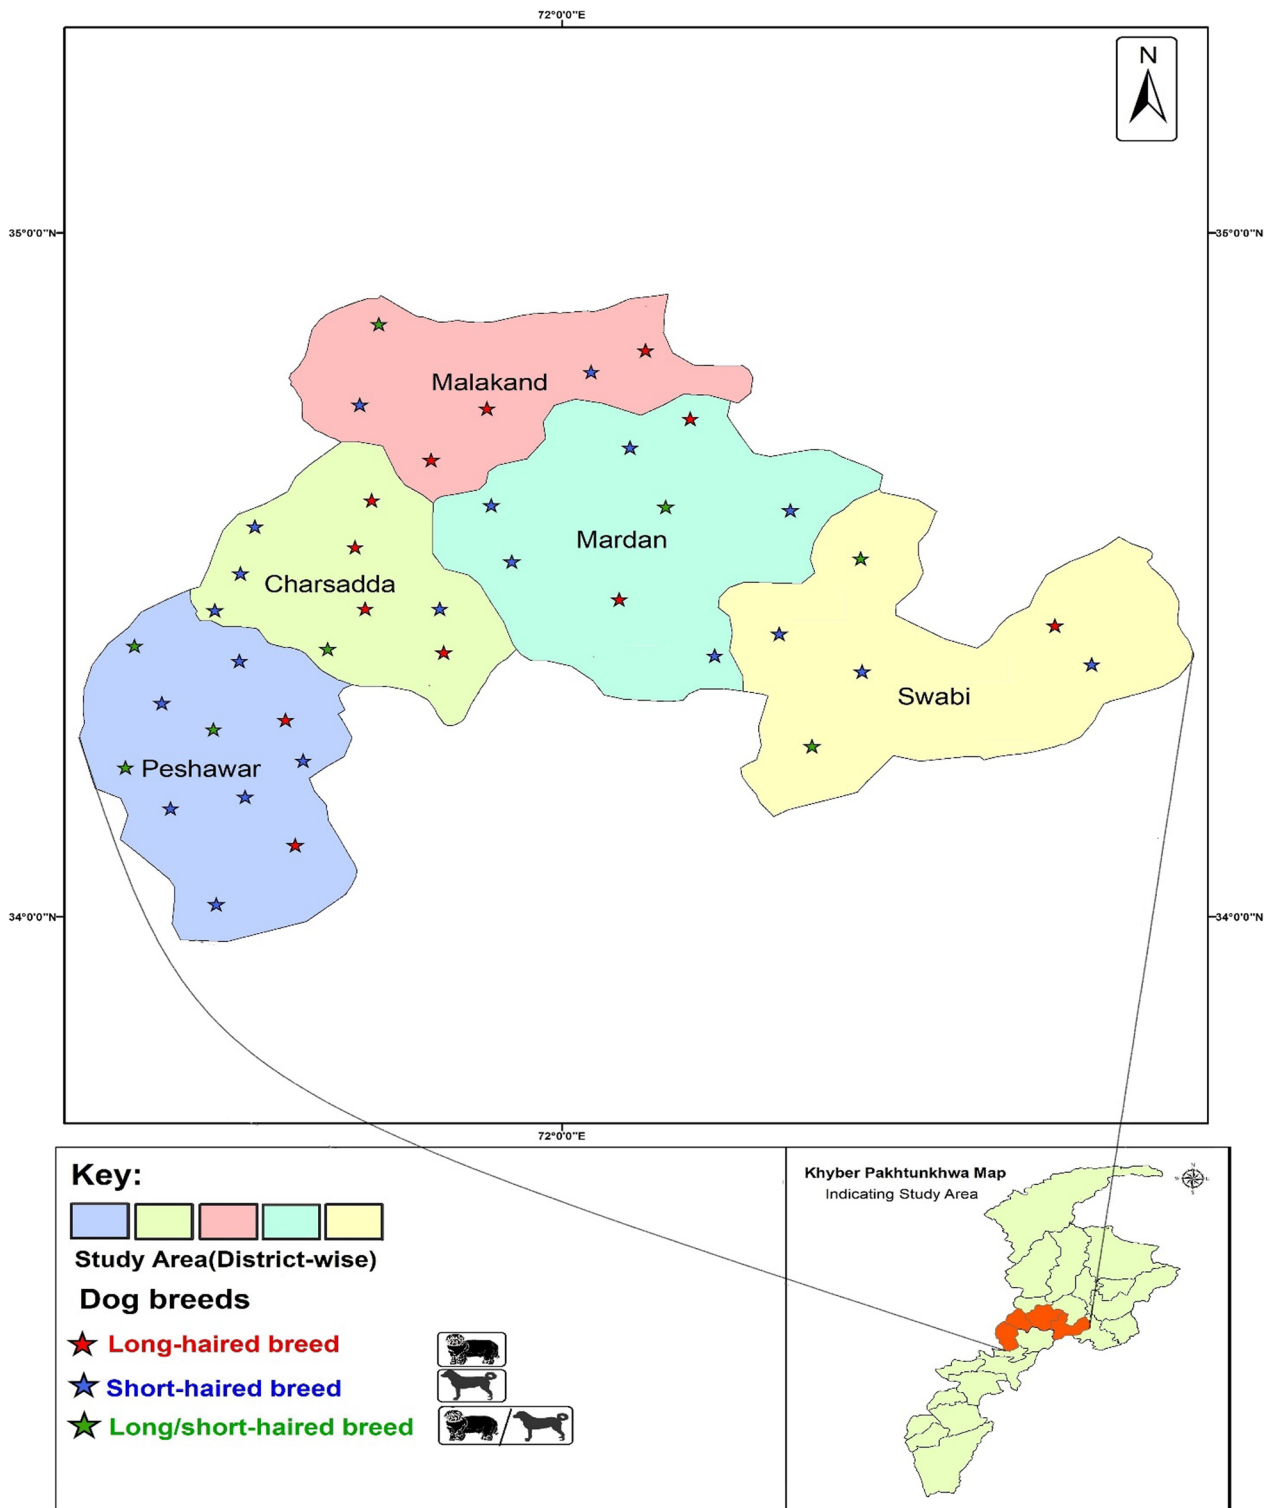 72°0'0"E
N
35°0'0"N
35°0'0"N
Malakand
Mardan
Charsadda
Swabi
Peshawar
34°0'0"N
34°0'0"N
72°0'0"E
Key:
Study Area(District-wise)
Dog breeds
Long-haired breed
Short-haired breed
Long/short-haired breed
Khyber Pakhtunkhwa Map
Indicating Study Area